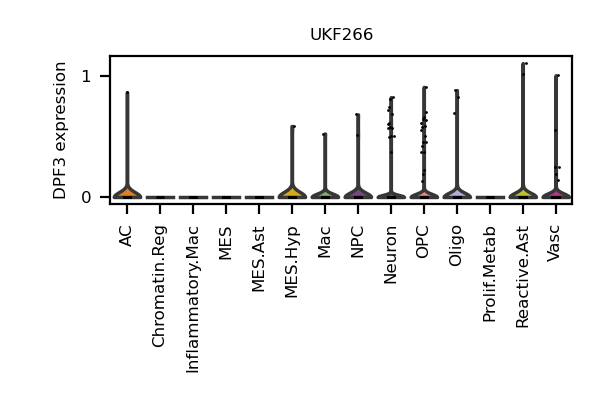 UKF266
DPF3 expression
1
0
AC
Chromatin.Reg
Inflammatory.Mac
MES
MES.Ast
MES.Hyp
Mac
NPC
Neuron
OPC
Oligo
Prolif.Metab
Reactive.Ast
Vasc